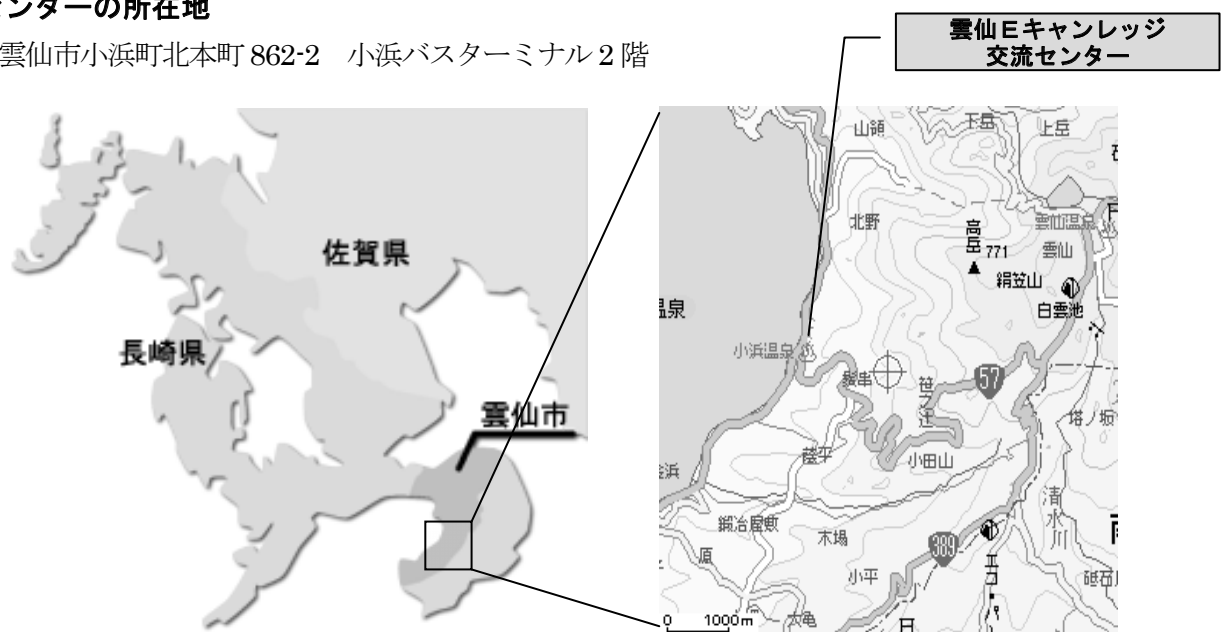 ンターの所在地
雲仙市小浜町北本町 862-2　小浜バスターミナル 2 階
雲仙Eキャンレッジ
交流センター
佐賀県
長崎県
雲仙市
山領
下岳
上岳
北野
高岳
771
雲仙温泉
雲仙
絹笠山
白雲池
温泉
小浜温泉
57
塔ノ坂
小田山
清水川
鍛冶屋敷
木場
原
389
小平
0 1000m